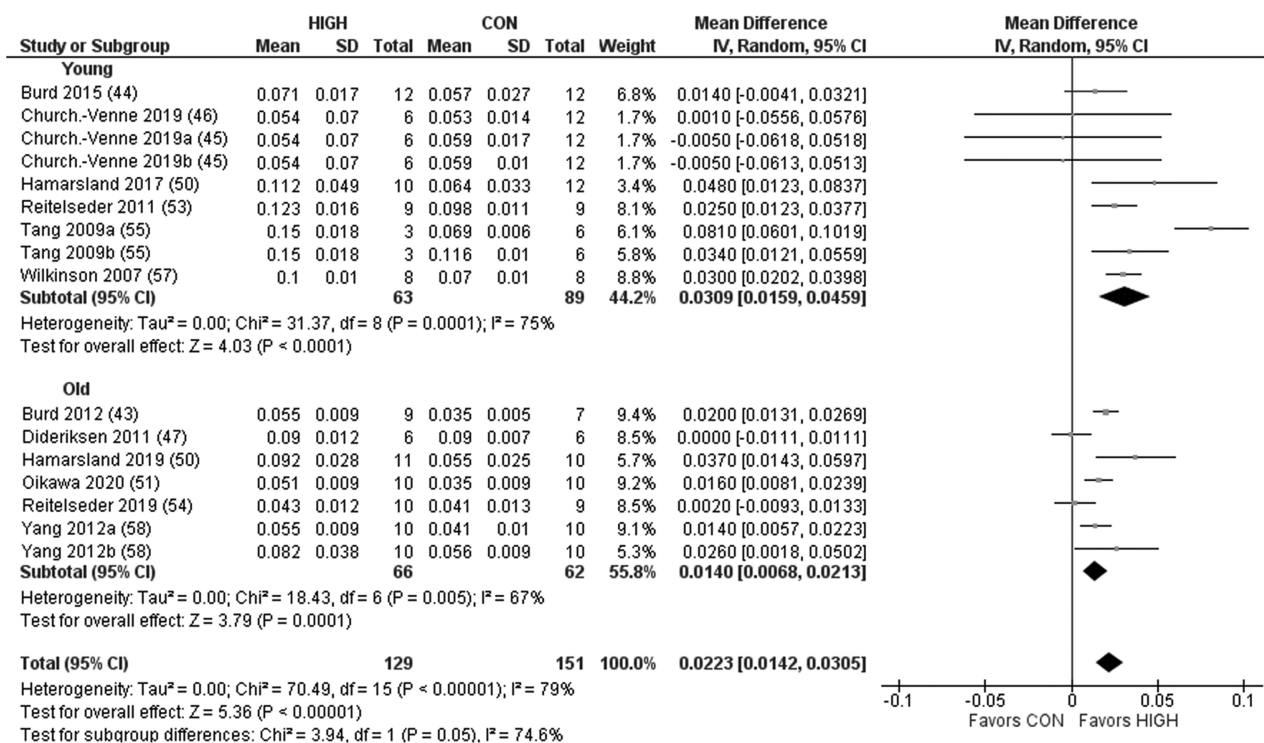 HIGH CON Mean Difference Mean Difference
Study or Subgroup Mean SD Total Mean SD Total Weight IV, Random, 95% CI IV, Random, 95% CI
Young
Burd 2015 (44) 0.071 0.017 12 0.057 0.027 12 6.8% 0.0140 [-0.0041, 0.0321]
Church.-Venne 2019 (46) 0.054 0.07 6 0.053 0.014 12 1.7% 0.0010 [-0.0556, 0.0576]
Church.-Venne 2019a (45) 0.054 0.07 6 0.059 0.017 12 1.7% -0.0050 [-0.0618, 0.0518]
Church.-Venne 2019b (45) 0.054 0.07 6 0.059 0.01 12 1.7% -0.0050 [-0.0613, 0.0513]
Hamarsland 2017 (50) 0.112 0.049 10 0.064 0.033 12 3.4% 0.0480 [0.0123, 0.0837]
Reitelseder 2011 (53) 0.123 0.016 9 0.098 0.011 9 8.1% 0.0250 [0.0123, 0.0377]
Tang 2009a (55) 0.15 0.018 3 0.069 0.006 6 6.1% 0.0810 [0.0601, 0.1019]
Tang 2009b (55) 0.15 0.018 3 0.116 0.01 6 5.8% 0.0340 [0.0121, 0.0559]
Wilkinson 2007 (57) 0.1 0.01 8 0.07 0.01 8 8.8% 0.0300 [0.0202, 0.0398]
Subtotal (95% CI) 63 89 44.2% 0.0309 [0.0159, 0.0459]
Heterogeneity: Tau² = 0.00; Chi² = 31.37, df = 8 (P = 0.0001); I² = 75%
Test for overall effect: Z = 4.03 (P < 0.0001)
Old
Burd 2012 (43) 0.055 0.009 9 0.035 0.005 7 9.4% 0.0200 [0.0131, 0.0269]
Dideriksen 2011 (47) 0.09 0.012 6 0.09 0.007 6 8.5% 0.0000 [-0.0111, 0.0111]
Hamarsland 2019 (50) 0.092 0.028 11 0.055 0.025 10 5.7% 0.0370 [0.0143, 0.0597]
Oikawa 2020 (51) 0.051 0.009 10 0.035 0.009 10 9.2% 0.0160 [0.0081, 0.0239]
Reitelseder 2019 (54) 0.043 0.012 10 0.041 0.013 9 8.5% 0.0020 [-0.0093, 0.0133]
Yang 2012a (58) 0.055 0.009 10 0.041 0.01 10 9.1% 0.0140 [0.0057, 0.0223]
Yang 2012b (58) 0.082 0.038 10 0.056 0.009 10 5.3% 0.0260 [0.0018, 0.0502]
Subtotal (95% CI) 66 62 55.8% 0.0140 [0.0068, 0.0213]
Heterogeneity: Tau² = 0.00; Chi² = 18.43, df = 6 (P = 0.005); I² = 67%
Test for overall effect: Z = 3.79 (P = 0.0001)
Total (95% CI) 129 151 100.0% 0.0223 [0.0142, 0.0305]
Heterogeneity: Tau² = 0.00; Chi² = 70.49, df = 15 (P < 0.00001); I² = 79%
Test for overall effect: Z = 5.36 (P < 0.00001)
Test for subgroup differences: Chi² = 3.94, df = 1 (P = 0.05), I² = 74.6%
-0.1 -0.05 0 0.05 0.1
Favors CON Favors HIGH